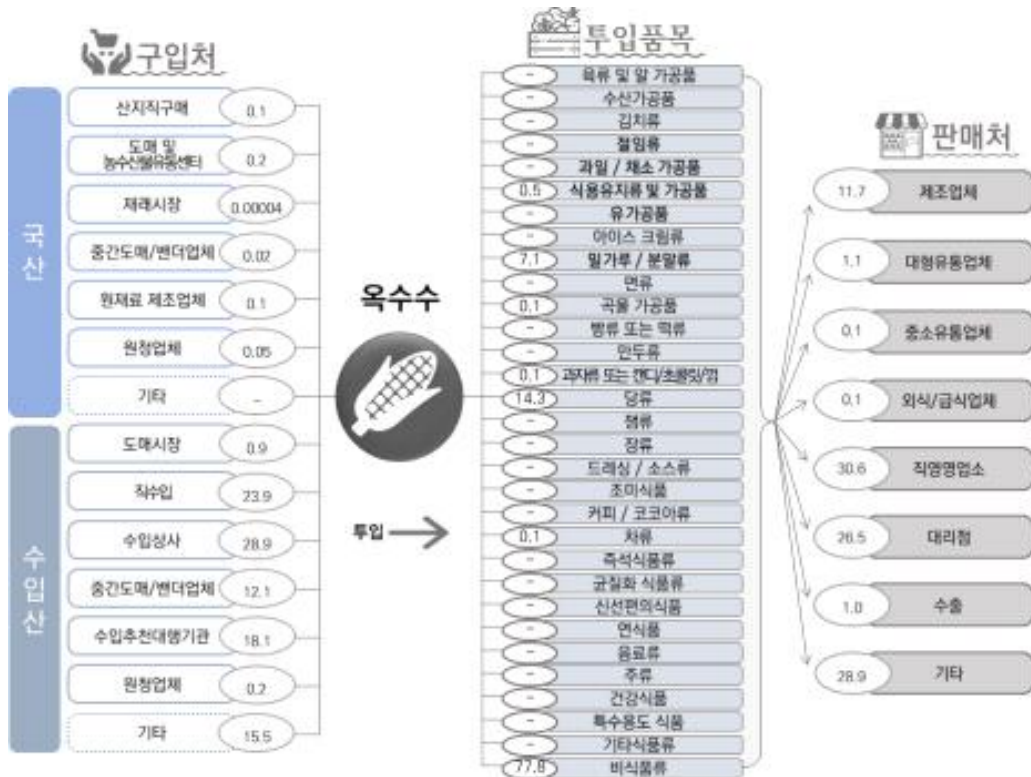 구입처
국산
산지직구매 0.1
도매 및
농수산물유통센터 0.2
재래시장 0.00004
중간도매/밴더업체 0.02
원재료 제조업체 0.1
원청업체 0.05
기타 -
수입산
도매시장 0.9
직수입 23.9
수입상사 28.9
중간도매/밴더업체 12.1
수입추천대행기관 18.1
원청업체 0.2
기타 15.5
옥수수
투입
투입품목
- 육류 및 알 가공품
- 수산가공품
- 김치류
- 절임류
- 과일 / 채소 가공품
0.5 식용유지류 및 가공품
- 유가공품
- 아이스 크림류
7.1 밀가루 / 분말류
- 면류
0.1 곡물 가공품
- 빵류 또는 떡류
- 만두류
0.1 과자류 또는 캔디/초콜릿/껌
14.3 당류
- 잼류
- 장류
- 드레싱 / 소스류
- 조미식품
- 커피 / 코코아류
0.1 차류
- 즉석식품류
- 균질화 식품류
- 신선편의식품
- 연식품
- 음료류
- 주류
- 건강식품
- 특수용도 식품
- 기타식품류
77.8 비식품류
판매처
11.7 제조업체
1.1 대형유통업체
0.1 중소유통업체
0.1 외식/급식업체
30.6 직영영업소
26.5 대리점
1.0 수출
28.9 기타